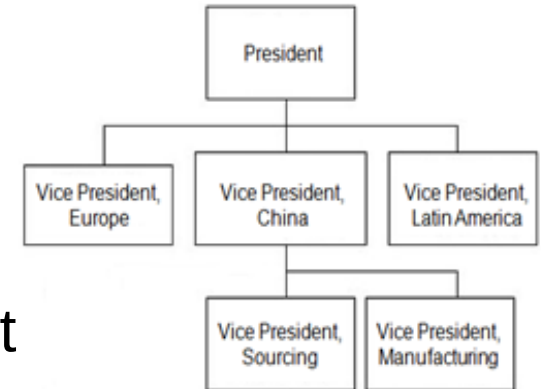 President
Vice President,
Europe
Vice President,
China
Vice President,
Latin America
t
Vice President,
Sourcing
Vice President,
Manufacturing